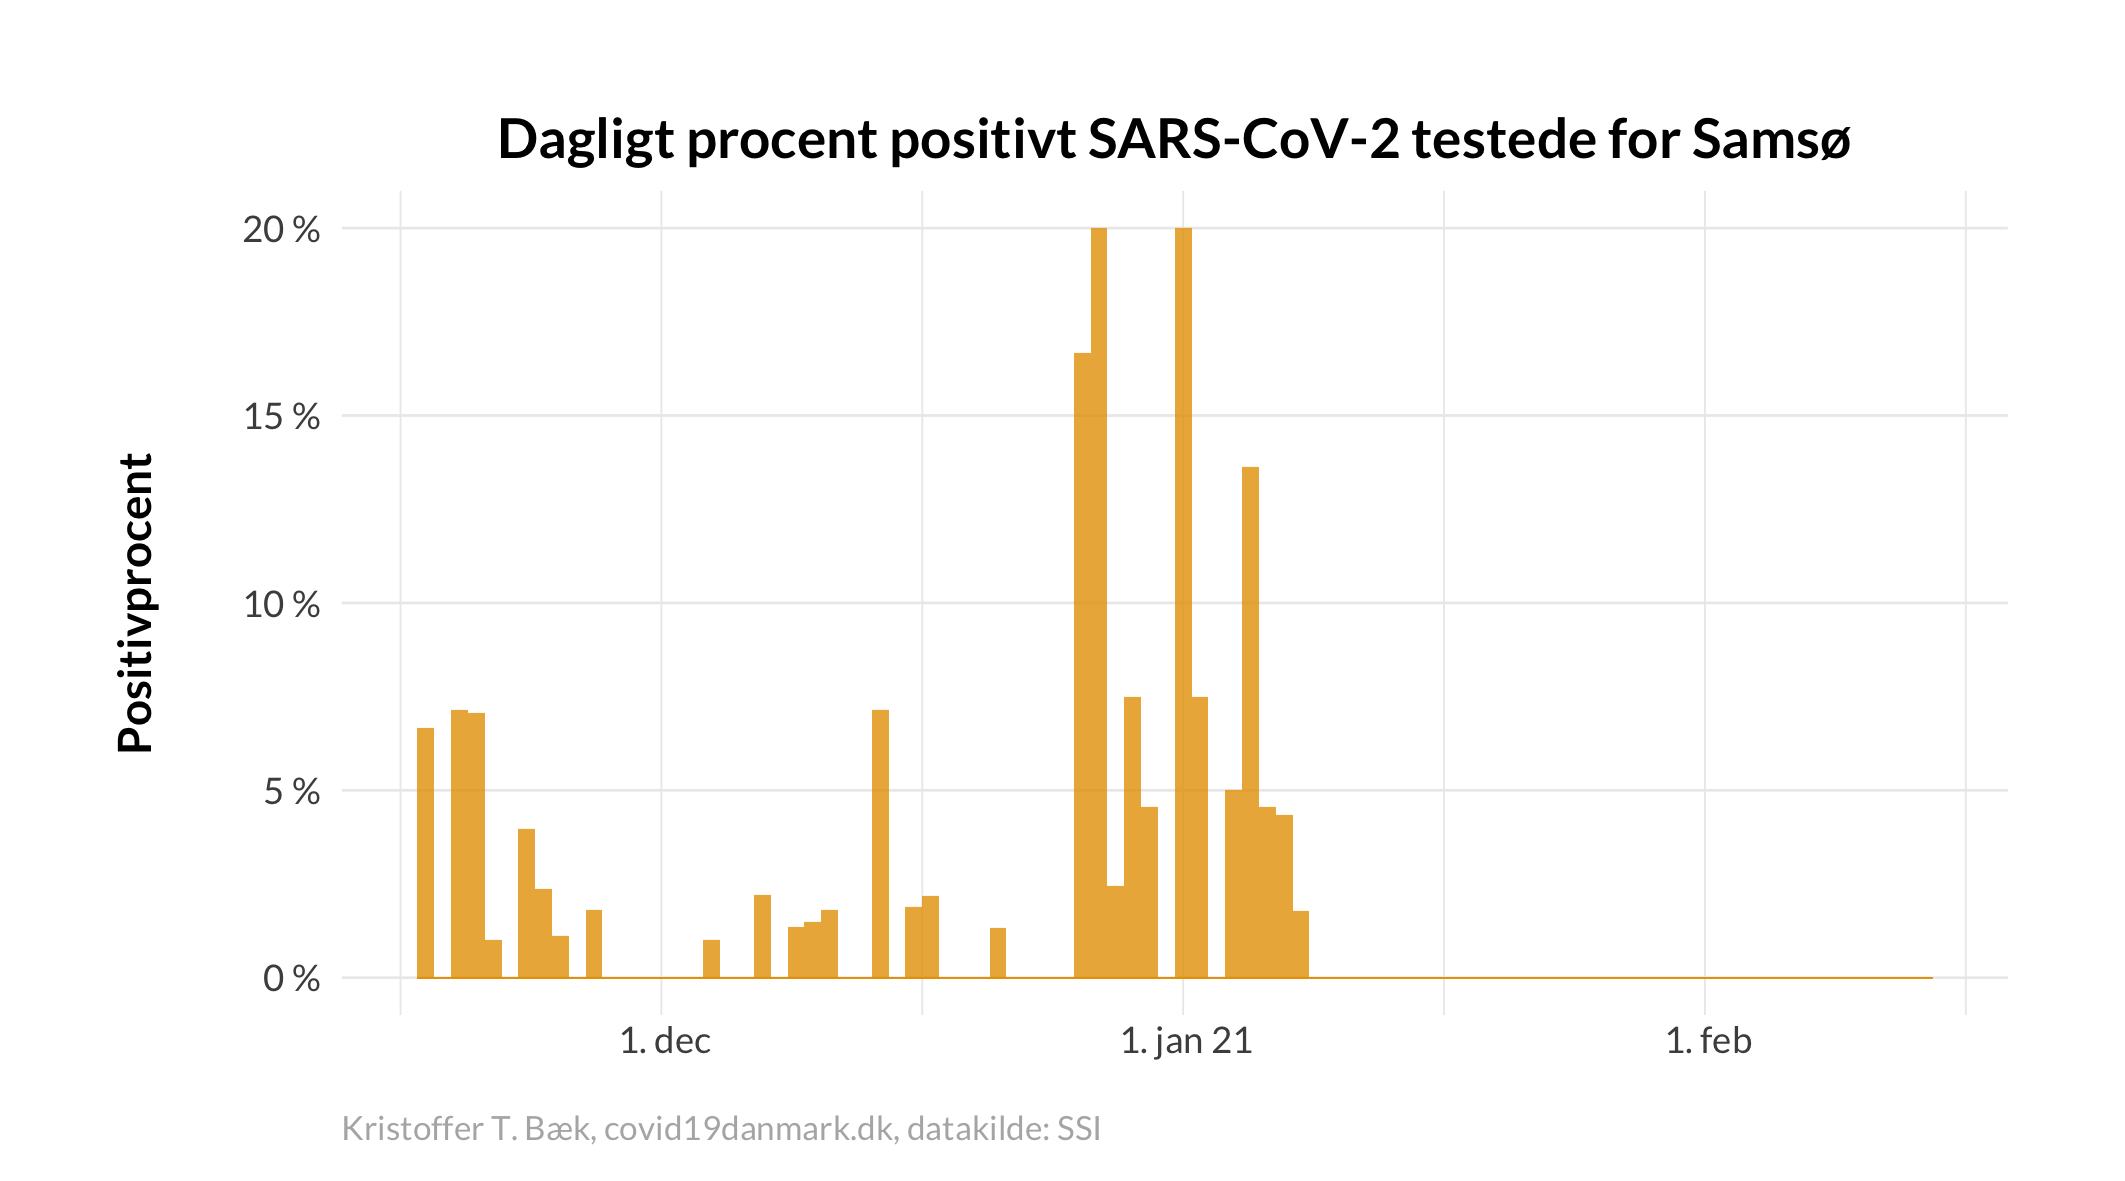 Dagligt procent positivt SARS-CoV-2 testede for Samsø
Positivprocent
20 %
15 %
10 %
5 %
0 %
1. dec
1. jan 21
1. feb
Kristoffer T. Bæk, covid19danmark.dk, datakilde: SSI